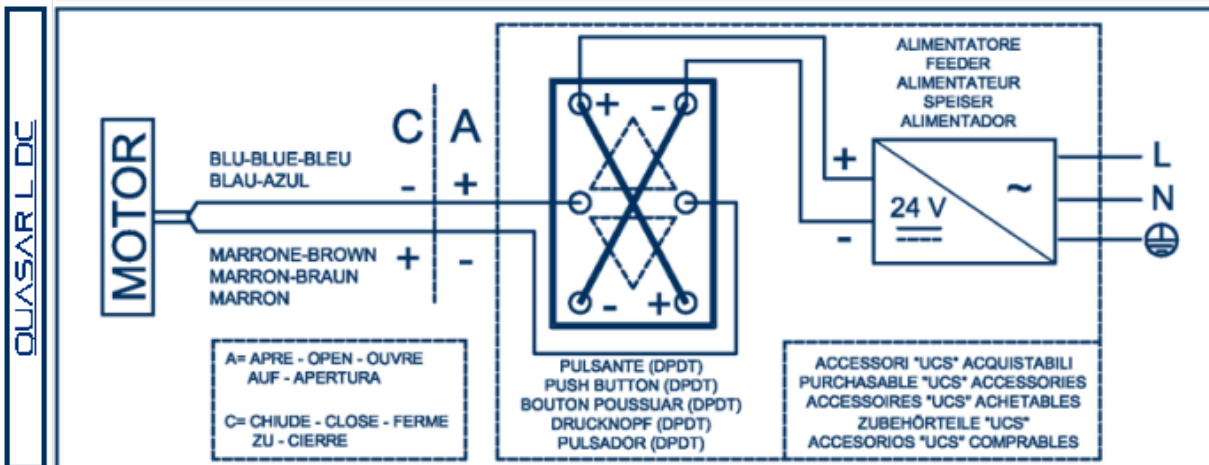 QUASAR L DC
MOTOR
BLU-BLUE-BLEU
BLAU-AZUL
MARRONE-BROWN
MARRON-BRAUN
MARRON
C A
- +
+ -
A= APRE - OPEN - OUVRE
AUF - APERTURA
C= CHIUDE - CLOSE - FERME
ZU - CIERRE
+ -
- +
PULSANTE (DPDT)
PUSH BUTTON (DPDT)
BOUTON POUSSUAR (DPDT)
DRUCKNOPF (DPDT)
PULSADOR (DPDT)
ALIMENTATORE
FEEDER
ALIMENTATEUR
SPEISER
ALIMENTADOR
+
-
24 V
~
L
N
ACCESSORI "UCS" ACQUISTABILI
PURCHASABLE "UCS" ACCESSORIES
ACCESSOIRES "UCS" ACHETABLES
ZUBEHÖRTEILE "UCS"
ACCESORIOS "UCS" COMPRABLES